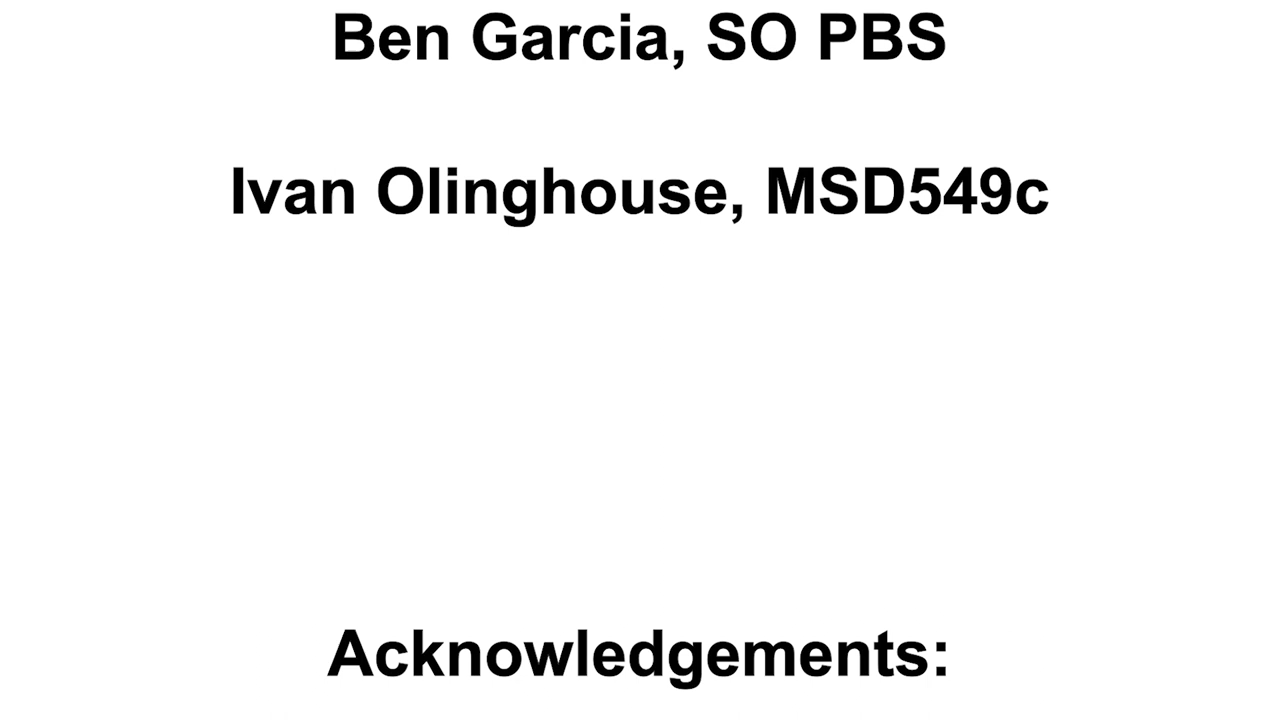 Ben Garcia, SO PBS
Ivan Olinghouse, MSD549c
Acknowledgements: